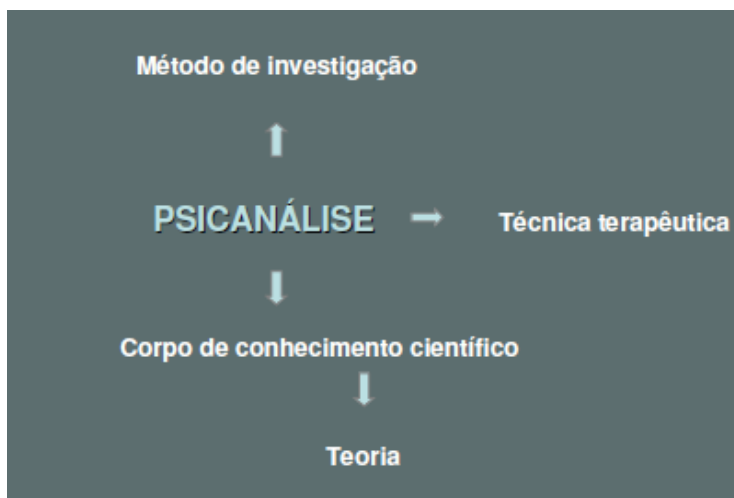 Método de investigação
PSICANÁLISE
Técnica terapêutica
Corpo de conhecimento científico
Teoria